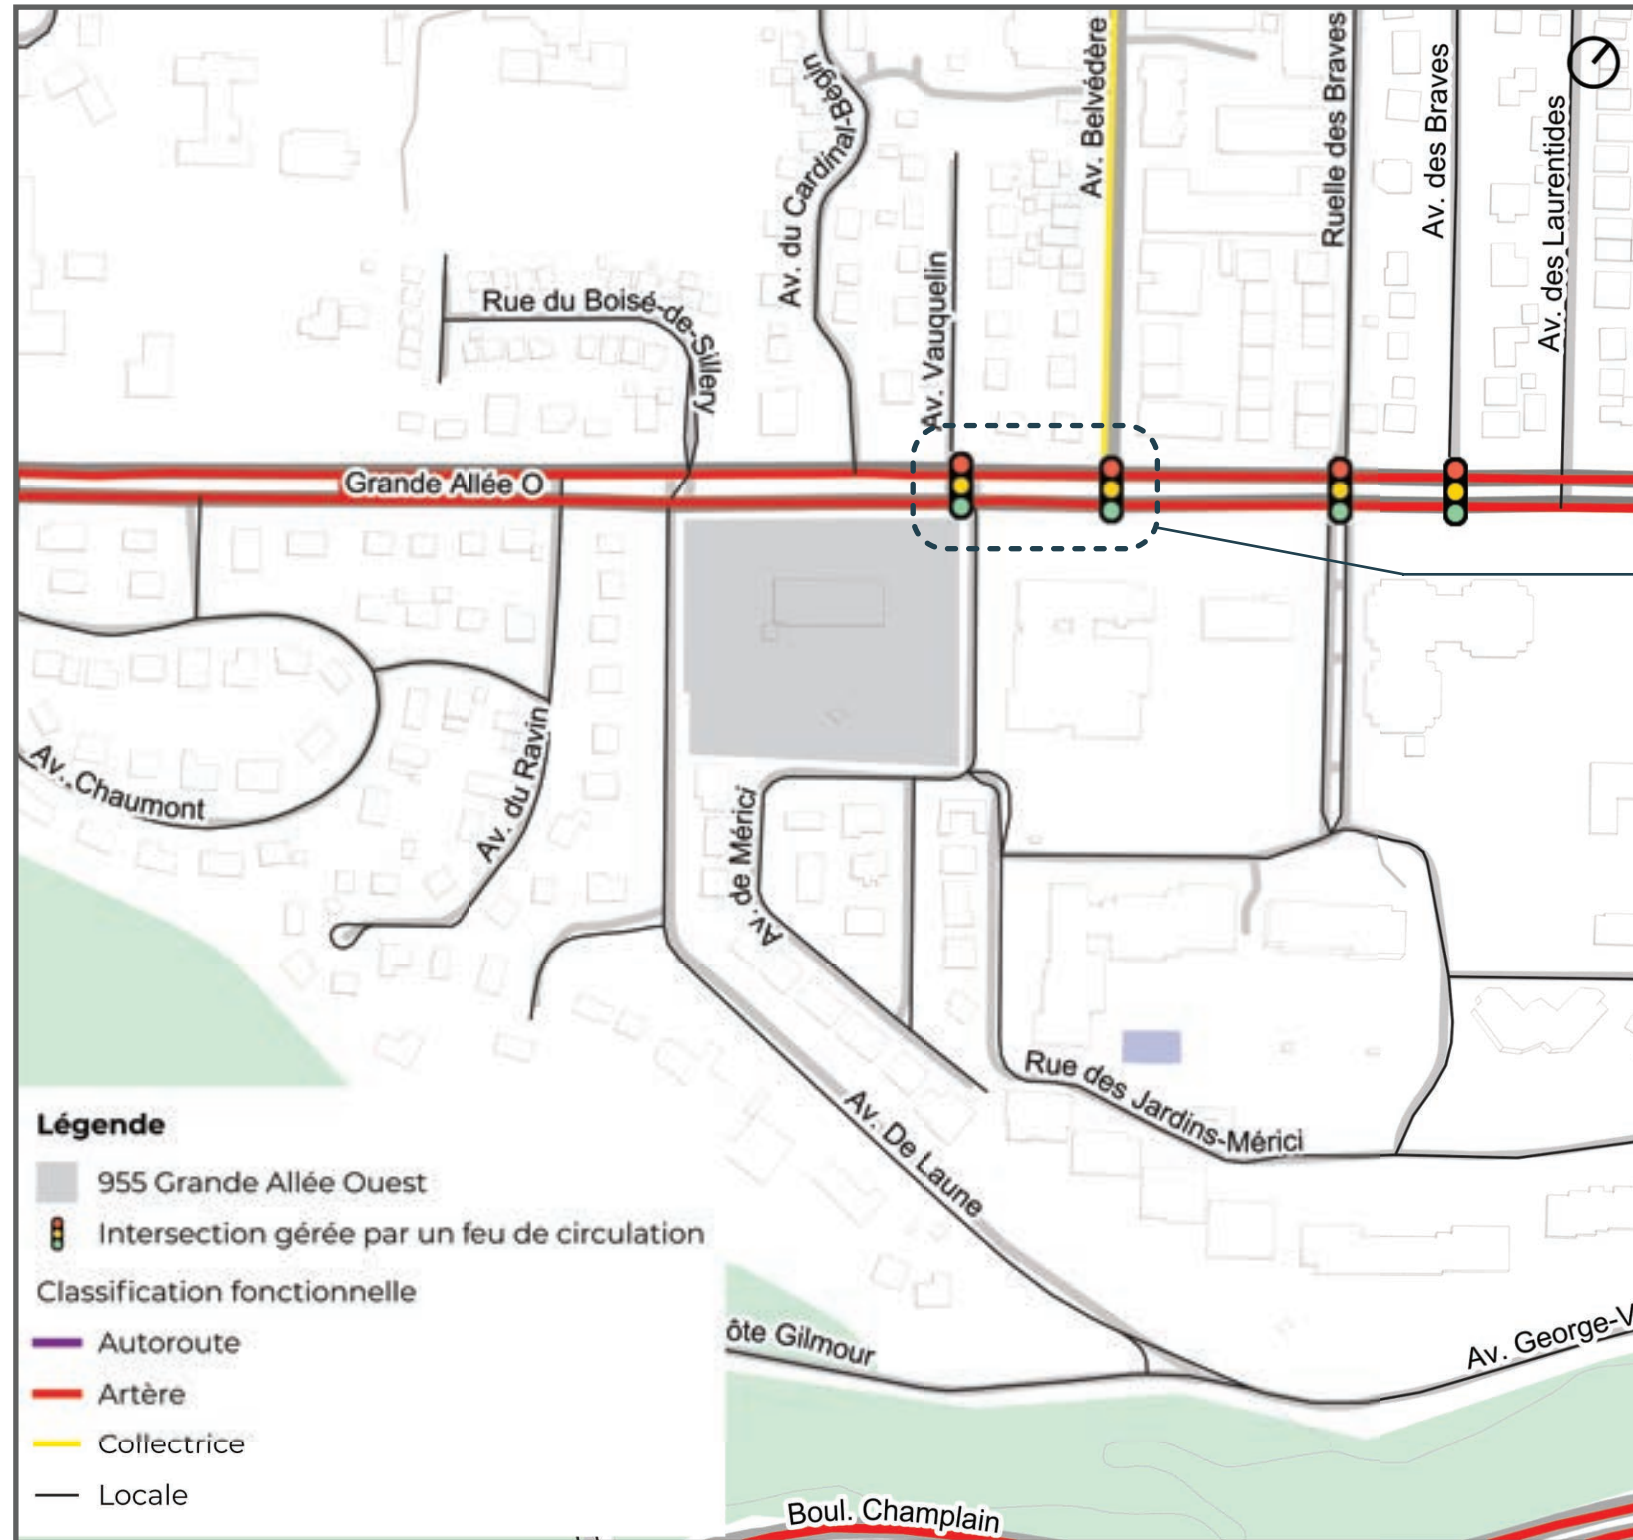 Av. du Cardinal-Bégin
Av. Belvédère
Ruelle des Braves
Av. des Braves
Av. des Laurentides
Rue du Boisé-de-Sillery
Av. Vauquelin
Grande Allée O
Av. Chaumont
Av. du Ravin
Av. de Mérici
Rue des Jardins-Mérici
Av. De Laune
ôte Gilmour
Av. George-V
Boul. Champlain
Légende
955 Grande Allée Ouest
Intersection gérée par un feu de circulation
Classification fonctionnelle
Autoroute
Artère
Collectrice
Locale